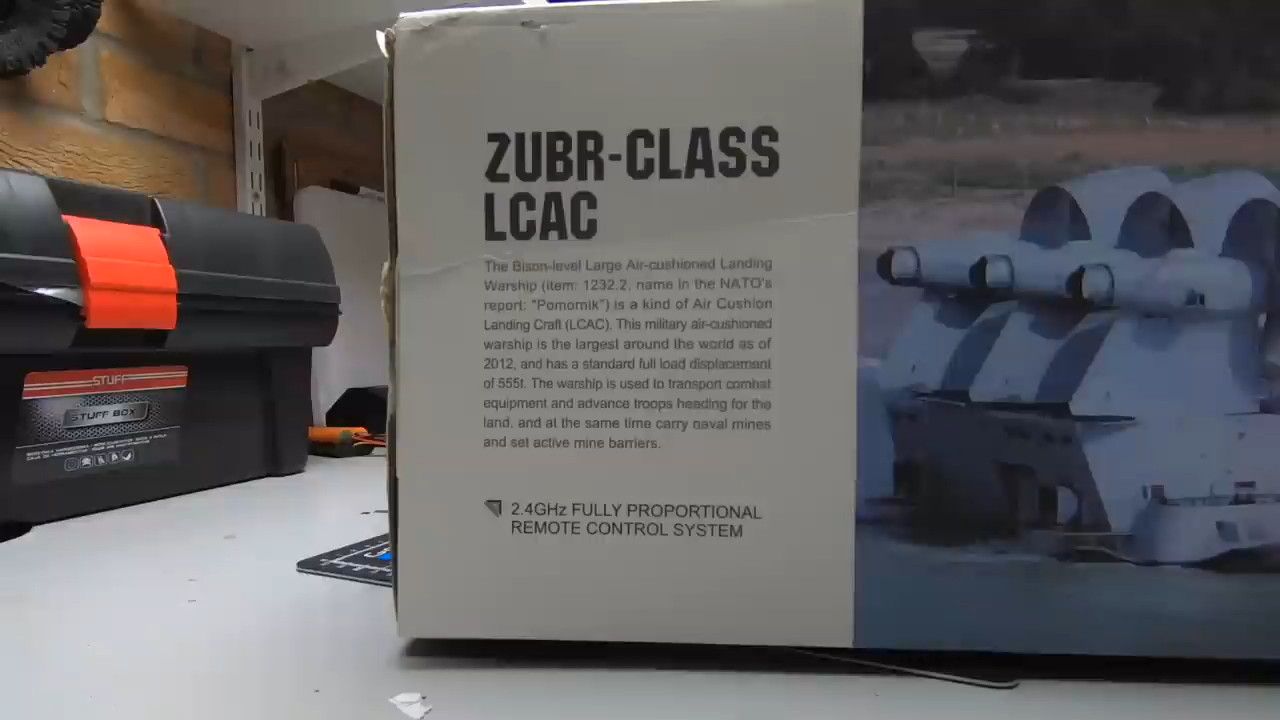 ZUBR-CLASS
LCAC
The Bison-level Large Air-cushioned Landing
Warship (item: 1232.2, name in the NATO's
report: "Pomornik") is a kind of Air Cushion
Landing Craft (LCAC). This military air-cushioned
warship is the largest around the world as of
2012, and has a standard full load displacement
of 555t. The warship is used to transport combat
equipment and advance troops heading for the
land, and at the same time carry naval mines
and set active mine barriers.
2.4GHz FULLY PROPORTIONAL
REMOTE CONTROL SYSTEM
STUFF
STUFF BOX